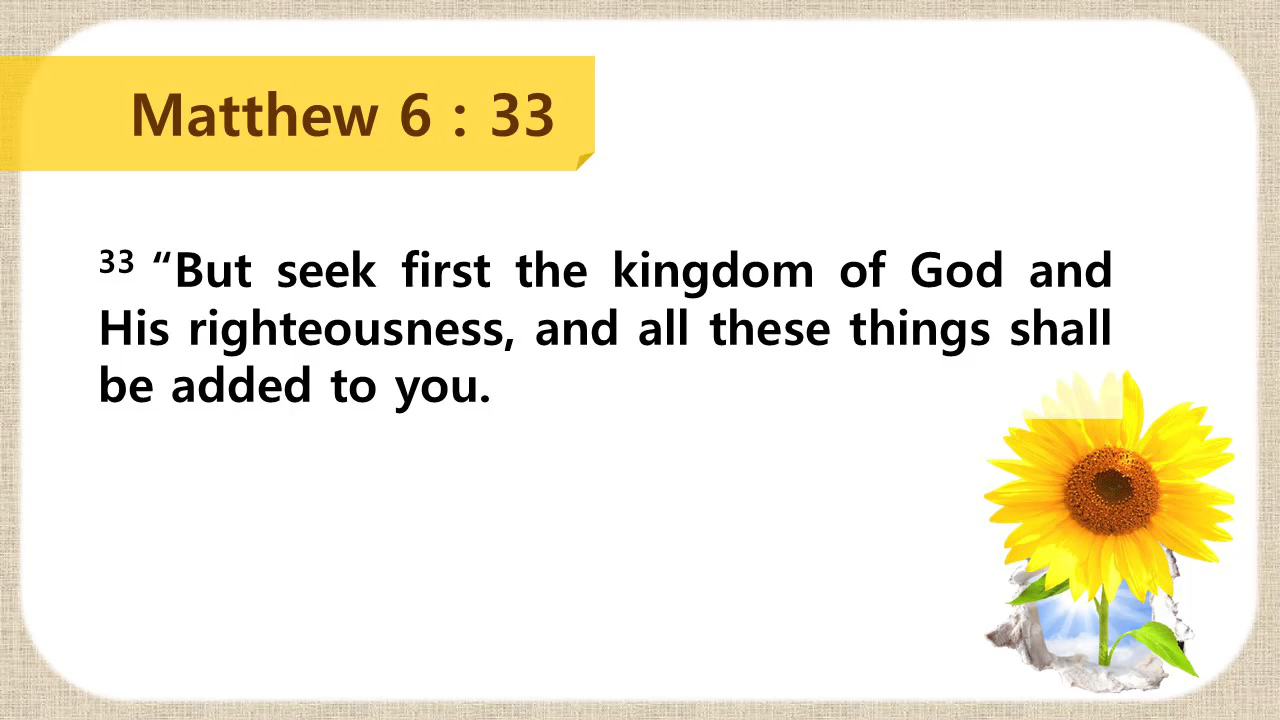 Matthew 6 : 33
33 “But seek first the kingdom of God and
His righteousness, and all these things shall
be added to you.